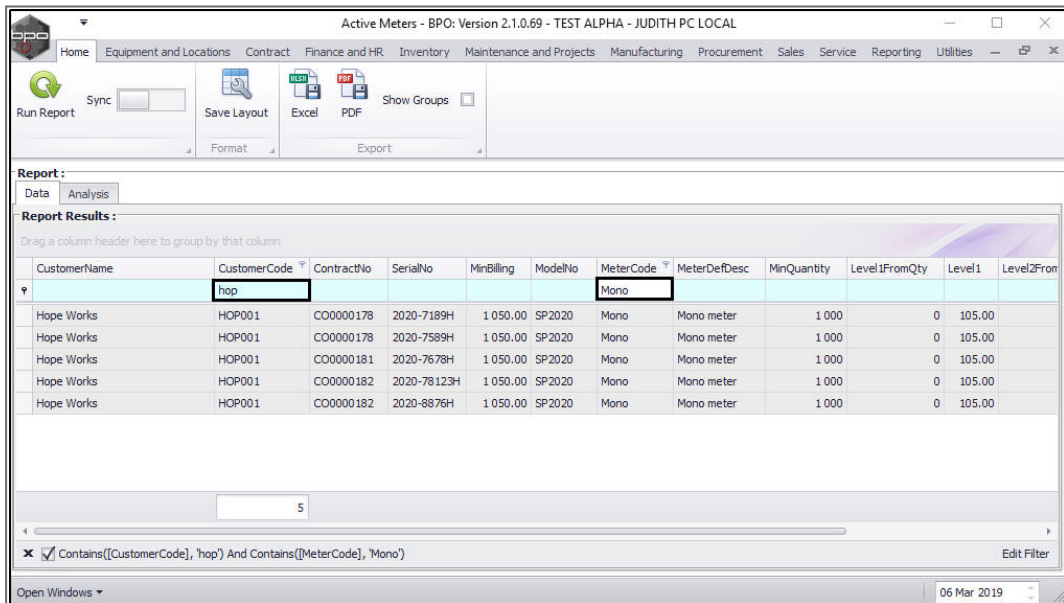 bpo
Active Meters - BPO: Version 2.1.0.69 - TEST ALPHA - JUDITH PC LOCAL
Home Equipment and Locations Contract Finance and HR Inventory Maintenance and Projects Manufacturing Procurement Sales Service Reporting Utilities
Run Report Sync Save Layout XLSX Excel PDF PDF Show Groups
Format Export
Report :
Data Analysis
Report Results :
Drag a column header here to group by that column
CustomerName CustomerCode ContractNo SerialNo MinBilling ModelNo MeterCode MeterDefDesc MinQuantity Level1FromQty Level1 Level2From
hop Mono
Hope Works HOP001 CO0000178 2020-7189H 1 050.00 SP2020 Mono Mono meter 1 000 0 105.00
Hope Works HOP001 CO0000178 2020-7589H 1 050.00 SP2020 Mono Mono meter 1 000 0 105.00
Hope Works HOP001 CO0000181 2020-7678H 1 050.00 SP2020 Mono Mono meter 1 000 0 105.00
Hope Works HOP001 CO0000182 2020-78123H 1 050.00 SP2020 Mono Mono meter 1 000 0 105.00
Hope Works HOP001 CO0000182 2020-8876H 1 050.00 SP2020 Mono Mono meter 1 000 0 105.00
5
Contains([CustomerCode], 'hop') And Contains([MeterCode], 'Mono') Edit Filter
Open Windows 06 Mar 2019